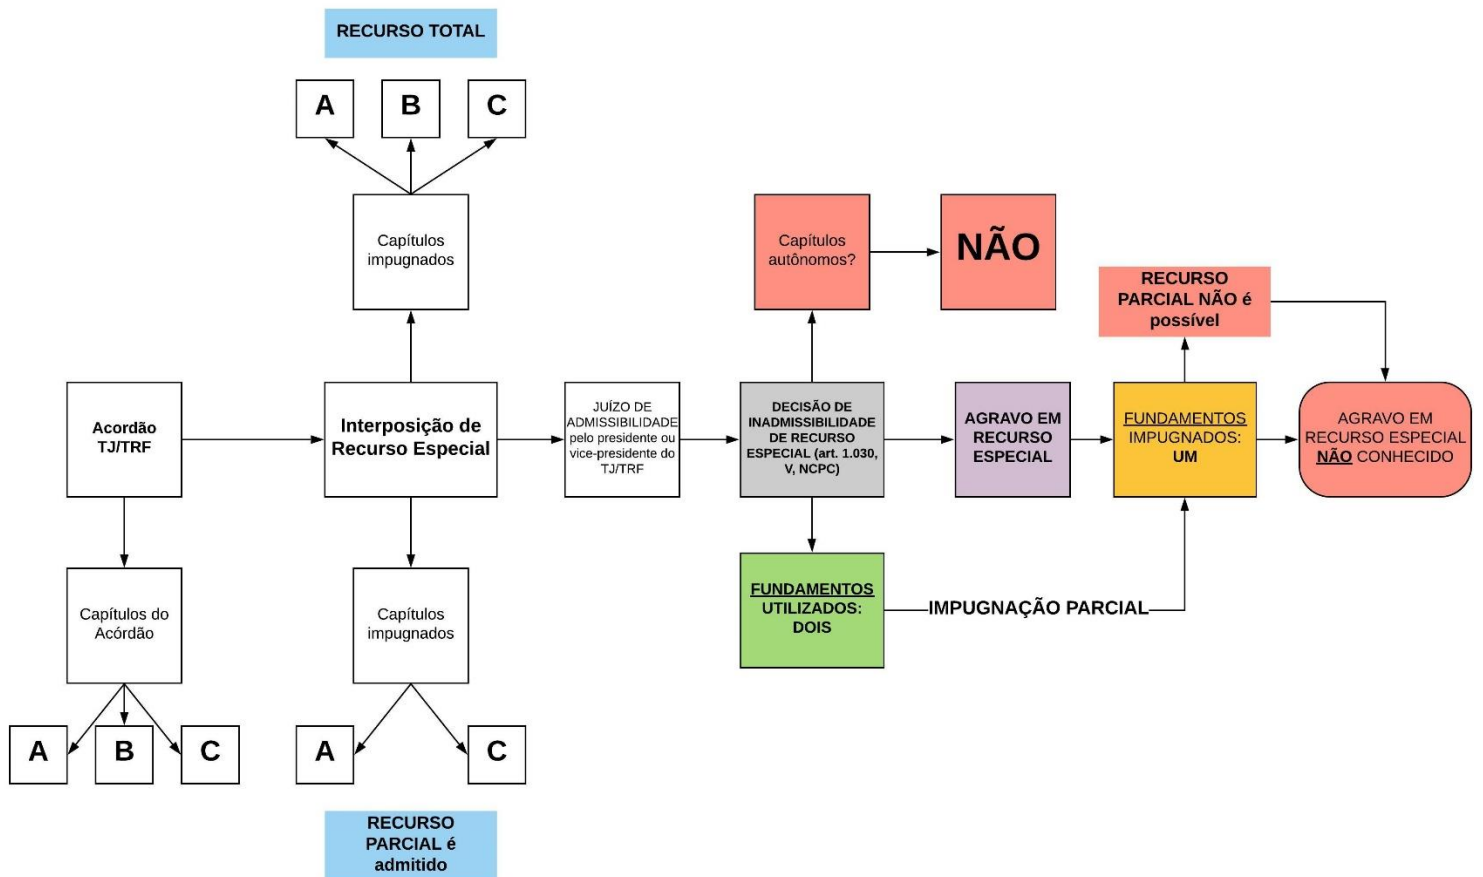 RECURSO TOTAL
A
B
C
Capítulos
impugnados
Capítulos
autônomos?
NÃO
RECURSO
PARCIAL NÃO é
possível
Acordão
TJ/TRF
Interposição de
Recurso Especial
JUÍZO DE
ADMISSIBILIDADE
pelo presidente ou
vice-presidente do
TJ/TRF
DECISÃO DE
INADMISSIBILIDADE
DE RECURSO
ESPECIAL (art. 1.030,
V, NCPC)
AGRAVO EM
RECURSO
ESPECIAL
FUNDAMENTOS
IMPUGNADOS:
UM
AGRAVO EM
RECURSO ESPECIAL
NÃO CONHECIDO
Capítulos do
Acórdão
Capítulos
impugnados
FUNDAMENTOS
UTILIZADOS:
DOIS
IMPUGNAÇÃO PARCIAL
A
B
C
A
C
RECURSO
PARCIAL é
admitido